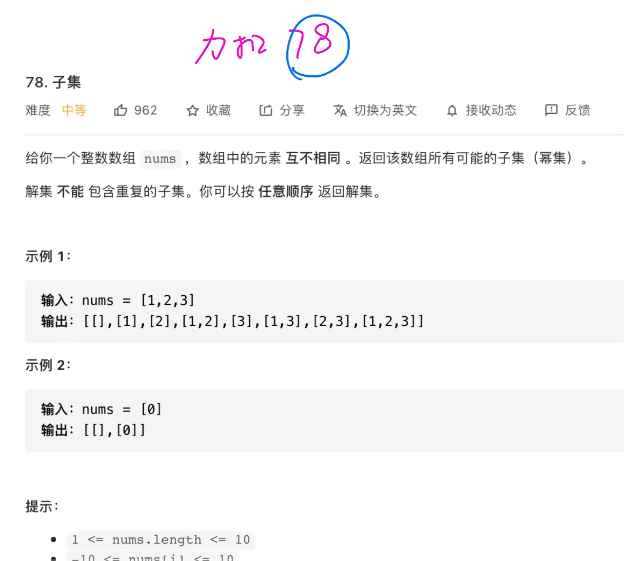 力扣 78
78. 子集
难度 中等 962 收藏 分享 切换为英文 接收动态 反馈
给你一个整数数组 nums ，数组中的元素 互不相同 。返回该数组所有可能的子集（幂集）。
解集 不能 包含重复的子集。你可以按 任意顺序 返回解集。
示例 1：
输入：nums = [1,2,3]
输出：[[],[1],[2],[1,2],[3],[1,3],[2,3],[1,2,3]]
示例 2：
输入：nums = [0]
输出：[[],[0]]
提示：
1 <= nums.length <= 10
-10 <= nums[i] <= 10